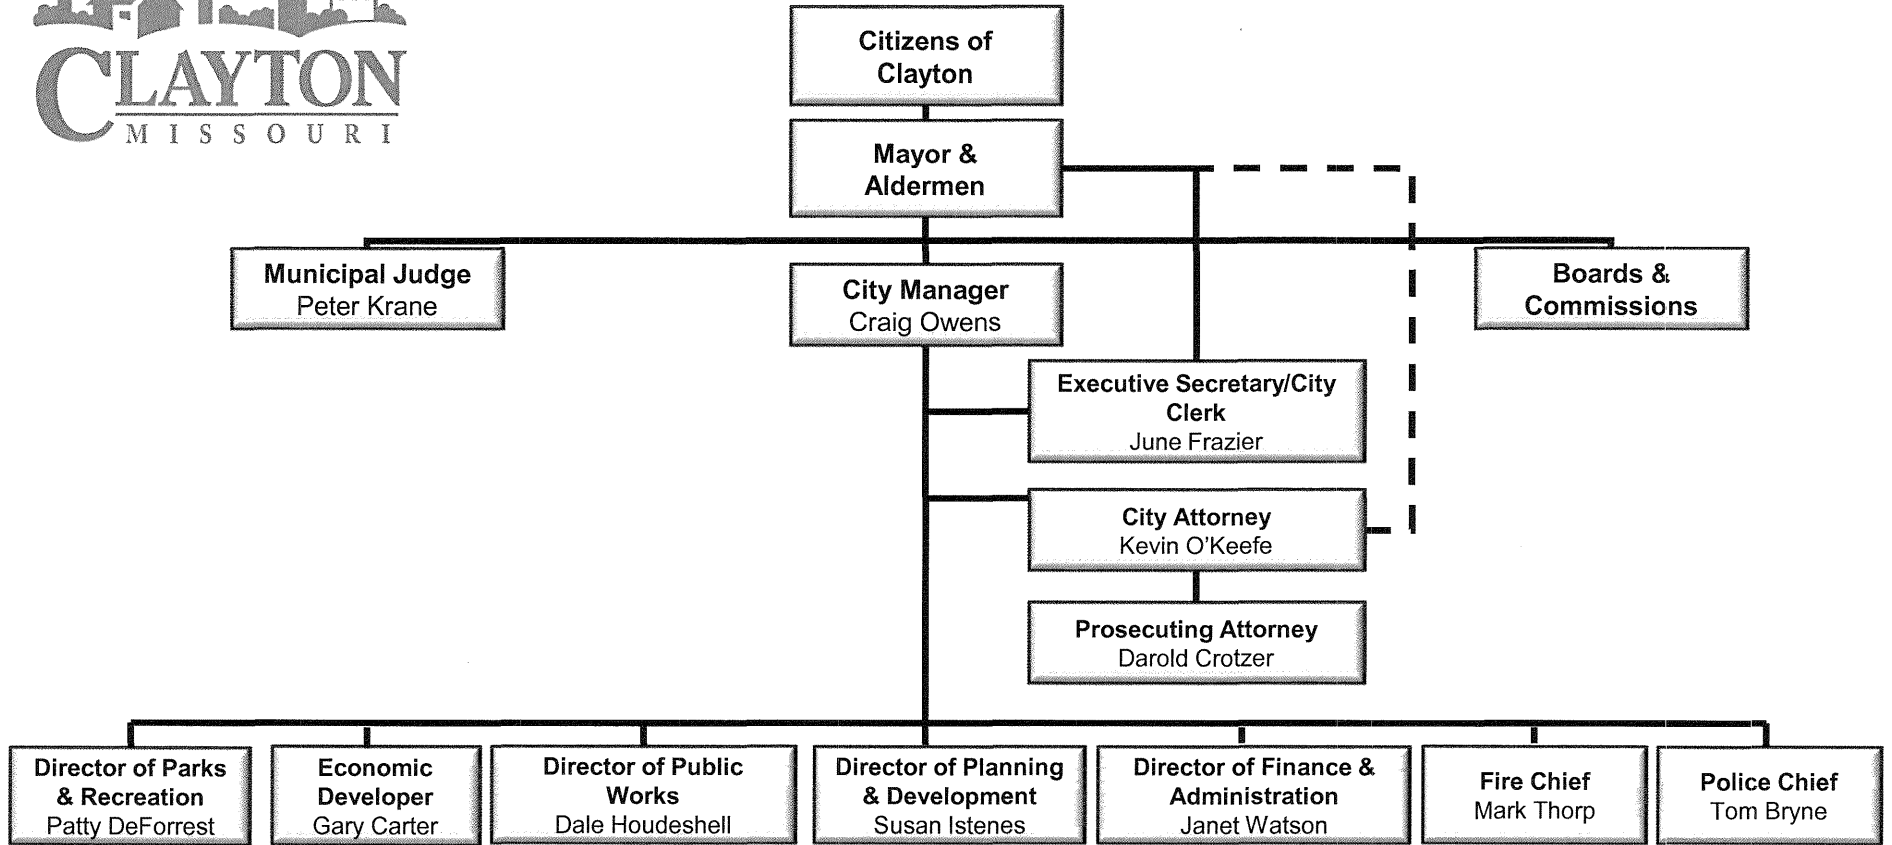 CLAYTON
MISSOURI
Citizens of
Clayton
Mayor &
Aldermen
Municipal Judge
Peter Krane
City Manager
Craig Owens
Boards &
Commissions
Executive Secretary/City
Clerk
June Frazier
City Attorney
Kevin O'Keefe
Prosecuting Attorney
Darold Crotzer
Director of Parks
& Recreation
Patty DeForrest
Economic
Developer
Gary Carter
Director of Public
Works
Dale Houdeshell
Director of Planning
& Development
Susan Istenes
Director of Finance &
Administration
Janet Watson
Fire Chief
Mark Thorp
Police Chief
Tom Bryne